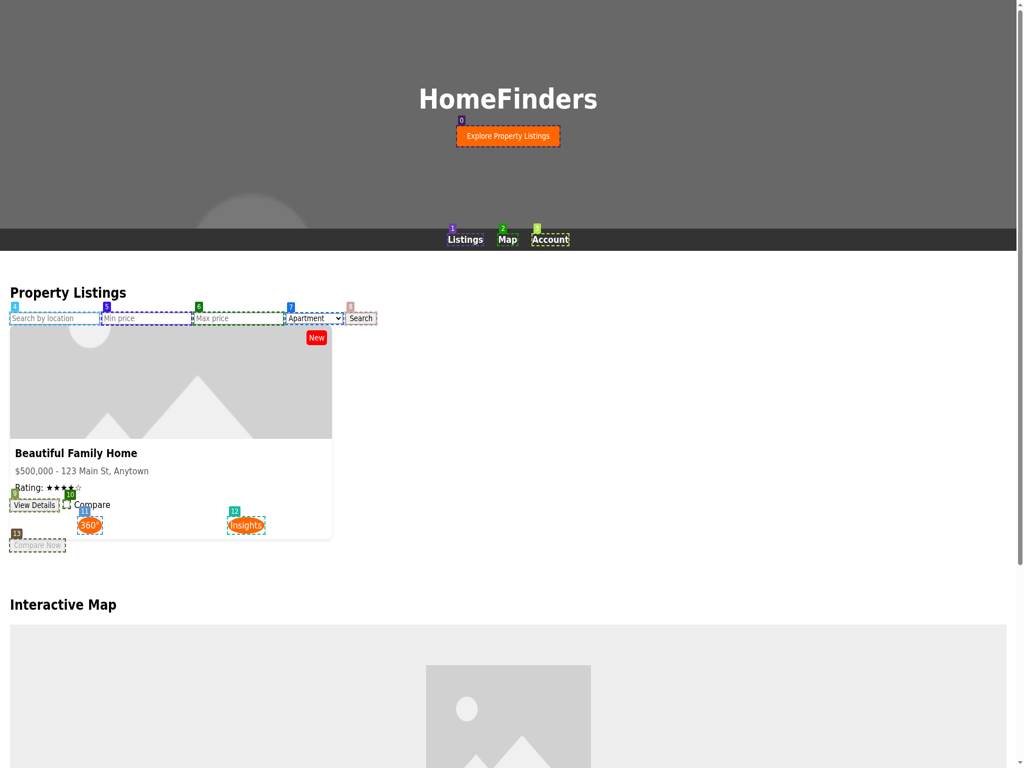 HomeFinders
0
Explore Property Listings
1 2 3
Listings Map Account
Property Listings
4 5 6 7 8
Search by location Min price Max price Apartment Search
New
Beautiful Family Home
$500,000 - 123 Main St, Anytown
Rating: ★★★★☆
9 10
View Details Compare
11 12
360° Insights
13
Compare Now
Interactive Map